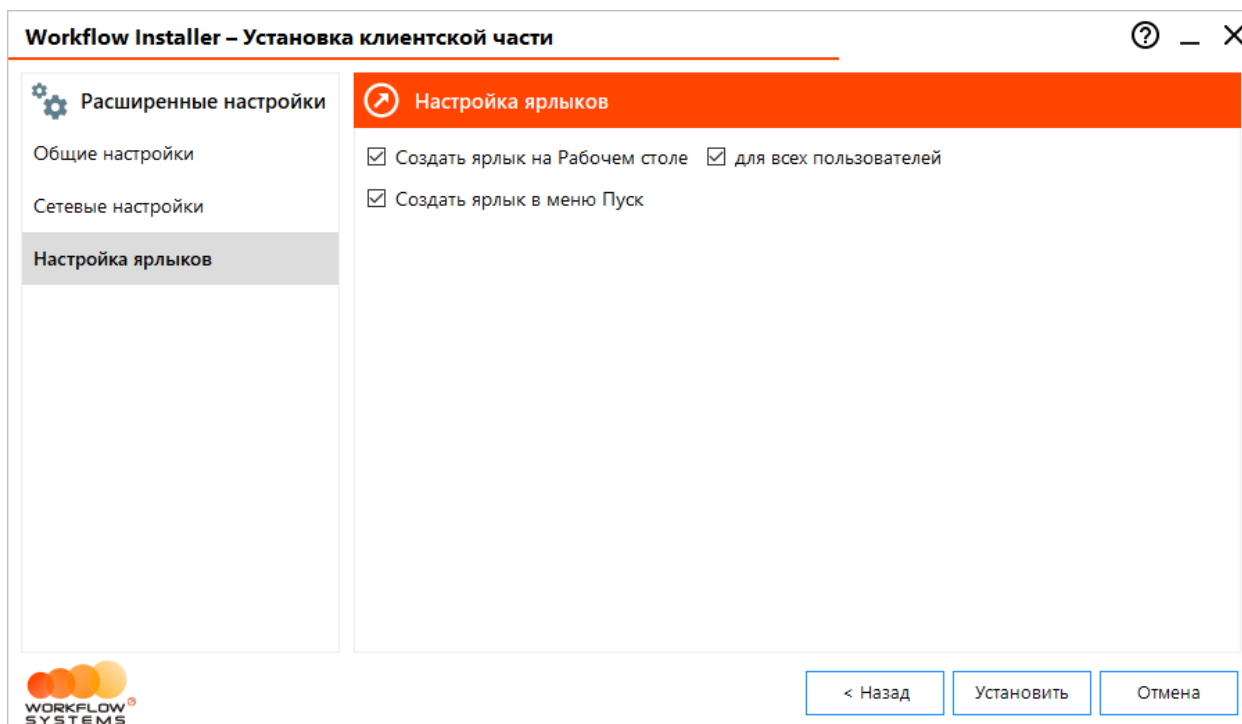 Workflow Installer – Установка клиентской части
Расширенные настройки
Общие настройки
Сетевые настройки
Настройка ярлыков
Настройка ярлыков
Создать ярлык на Рабочем столе для всех пользователей
Создать ярлык в меню Пуск
WORKFLOW®
SYSTEMS
< Назад Установить Отмена